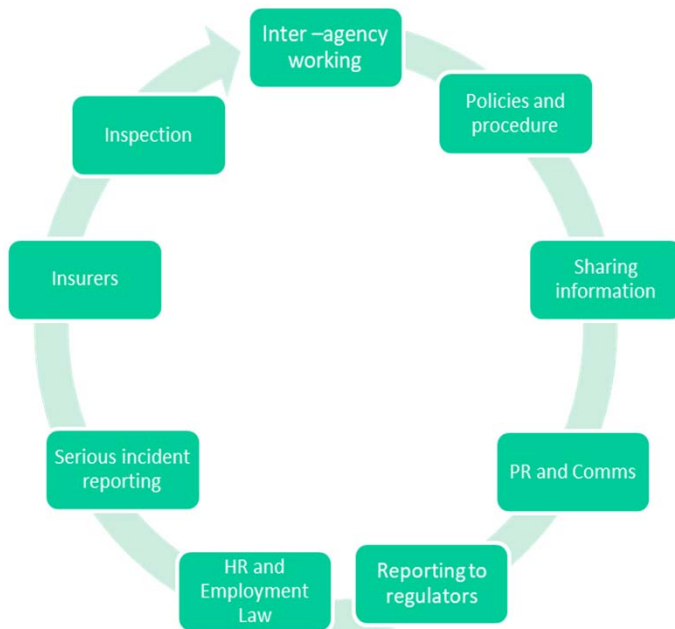 Inter –agency
working
Policies and
procedure
Sharing
information
PR and Comms
Reporting to
regulators
HR and
Employment
Law
Serious incident
reporting
Insurers
Inspection